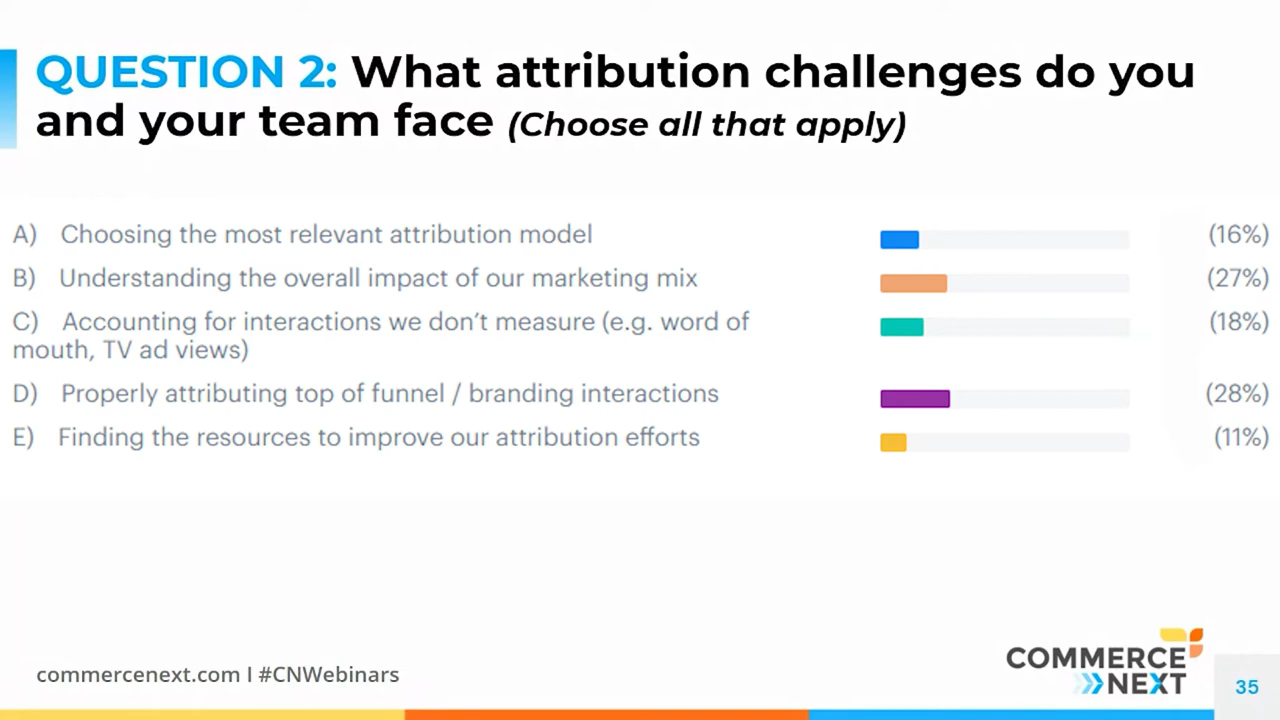 QUESTION 2: What attribution challenges do you
and your team face (Choose all that apply)
A) Choosing the most relevant attribution model (16%)
B) Understanding the overall impact of our marketing mix (27%)
C) Accounting for interactions we don't measure (e.g. word of (18%)
mouth, TV ad views)
D) Properly attributing top of funnel / branding interactions (28%)
E) Finding the resources to improve our attribution efforts (11%)
commercenext.com I #CNWebinars
COMMERCE
NEXT
35